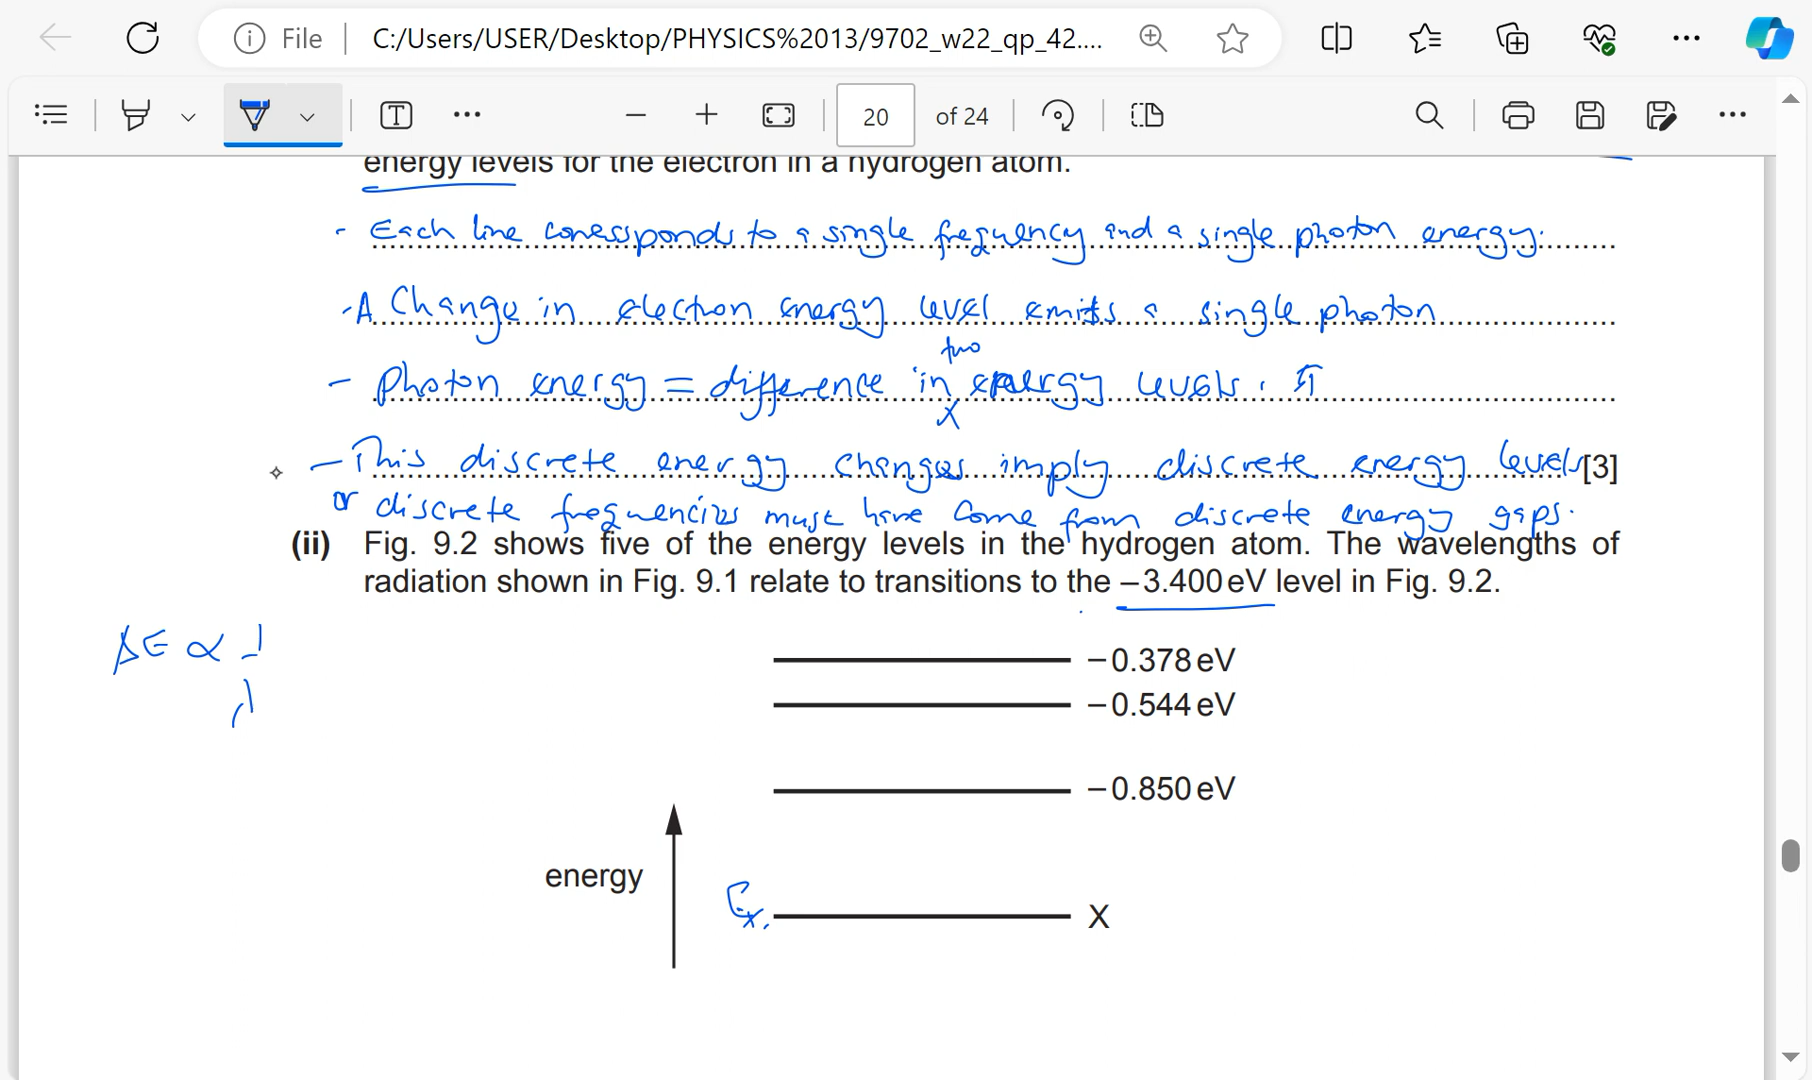 File C:/Users/USER/Desktop/PHYSICS%2013/9702_w22_qp_42....
20 of 24
energy levels for the electron in a hydrogen atom.
- Each line conessponds to a single frequency and a single photon energy.
- A Change in electron energy level emits a single photon
two
- Photon energy = difference in energy levels.
X
- This discrete energy changes imply discrete energy levels [3]
or discrete frequencies must have come from discrete energy gaps.
(ii) Fig. 9.2 shows five of the energy levels in the hydrogen atom. The wavelengths of
radiation shown in Fig. 9.1 relate to transitions to the –3.400 eV level in Fig. 9.2.
ΔE ∝ 1
λ
–0.378 eV
–0.544 eV
–0.850 eV
energy
Ex. X